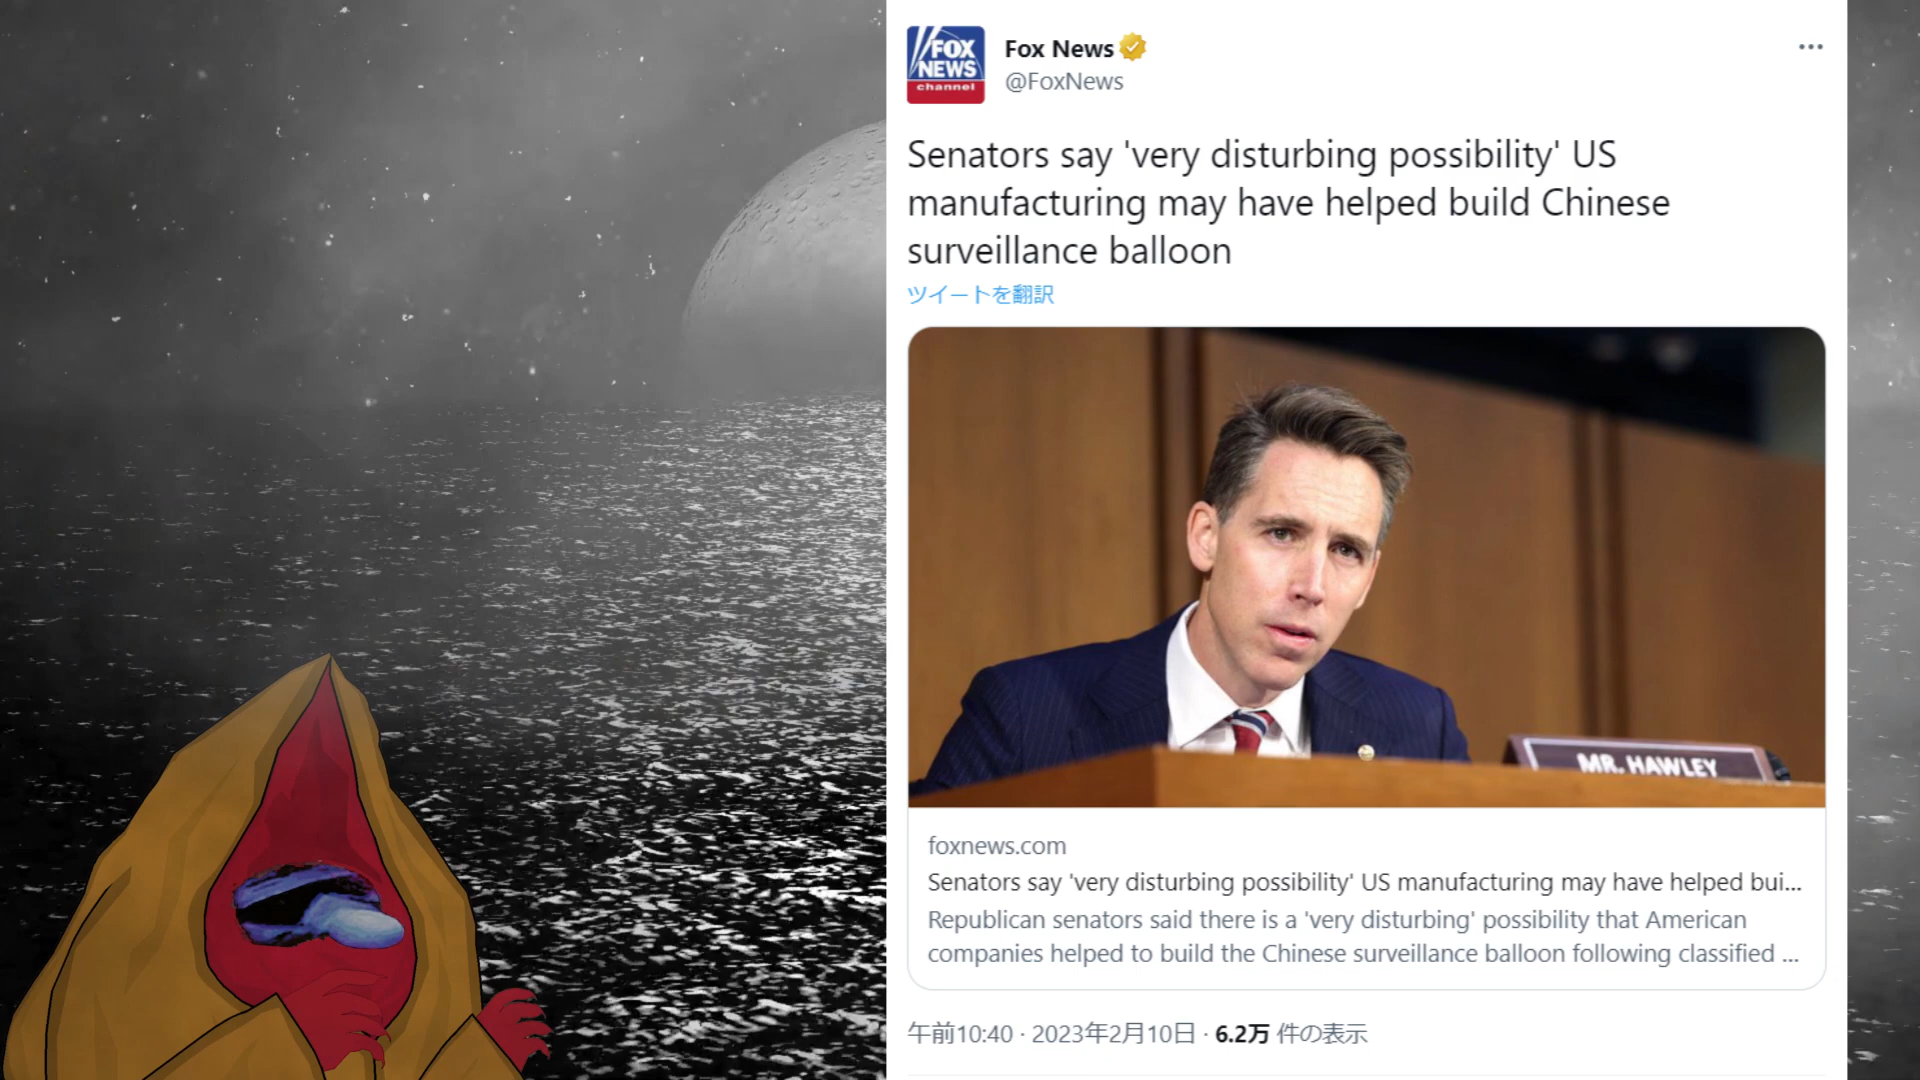 FOX
NEWS
channel
Fox News
@FoxNews
Senators say 'very disturbing possibility' US
manufacturing may have helped build Chinese
surveillance balloon
ツイートを翻訳
MR. HAWLEY
foxnews.com
Senators say 'very disturbing possibility' US manufacturing may have helped bui...
Republican senators said there is a 'very disturbing' possibility that American
companies helped to build the Chinese surveillance balloon following classified ...
午前10:40 · 2023年2月10日 · 6.2万 件の表示